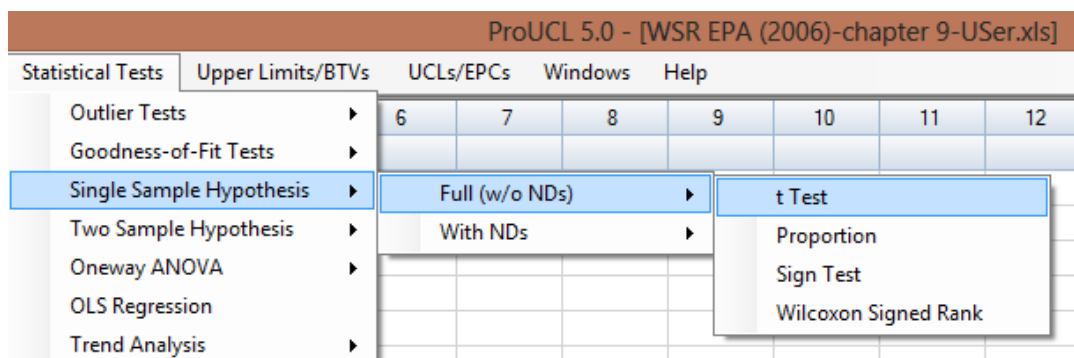 ProUCL 5.0 - [WSR EPA (2006)-chapter 9-USer.xls]
Statistical Tests Upper Limits/BTVs UCLs/EPCs Windows Help
Outlier Tests 6 7 8 9 10 11 12
Goodness-of-Fit Tests
Single Sample Hypothesis Full (w/o NDs) t Test
Two Sample Hypothesis With NDs Proportion
Oneway ANOVA Sign Test
OLS Regression Wilcoxon Signed Rank
Trend Analysis